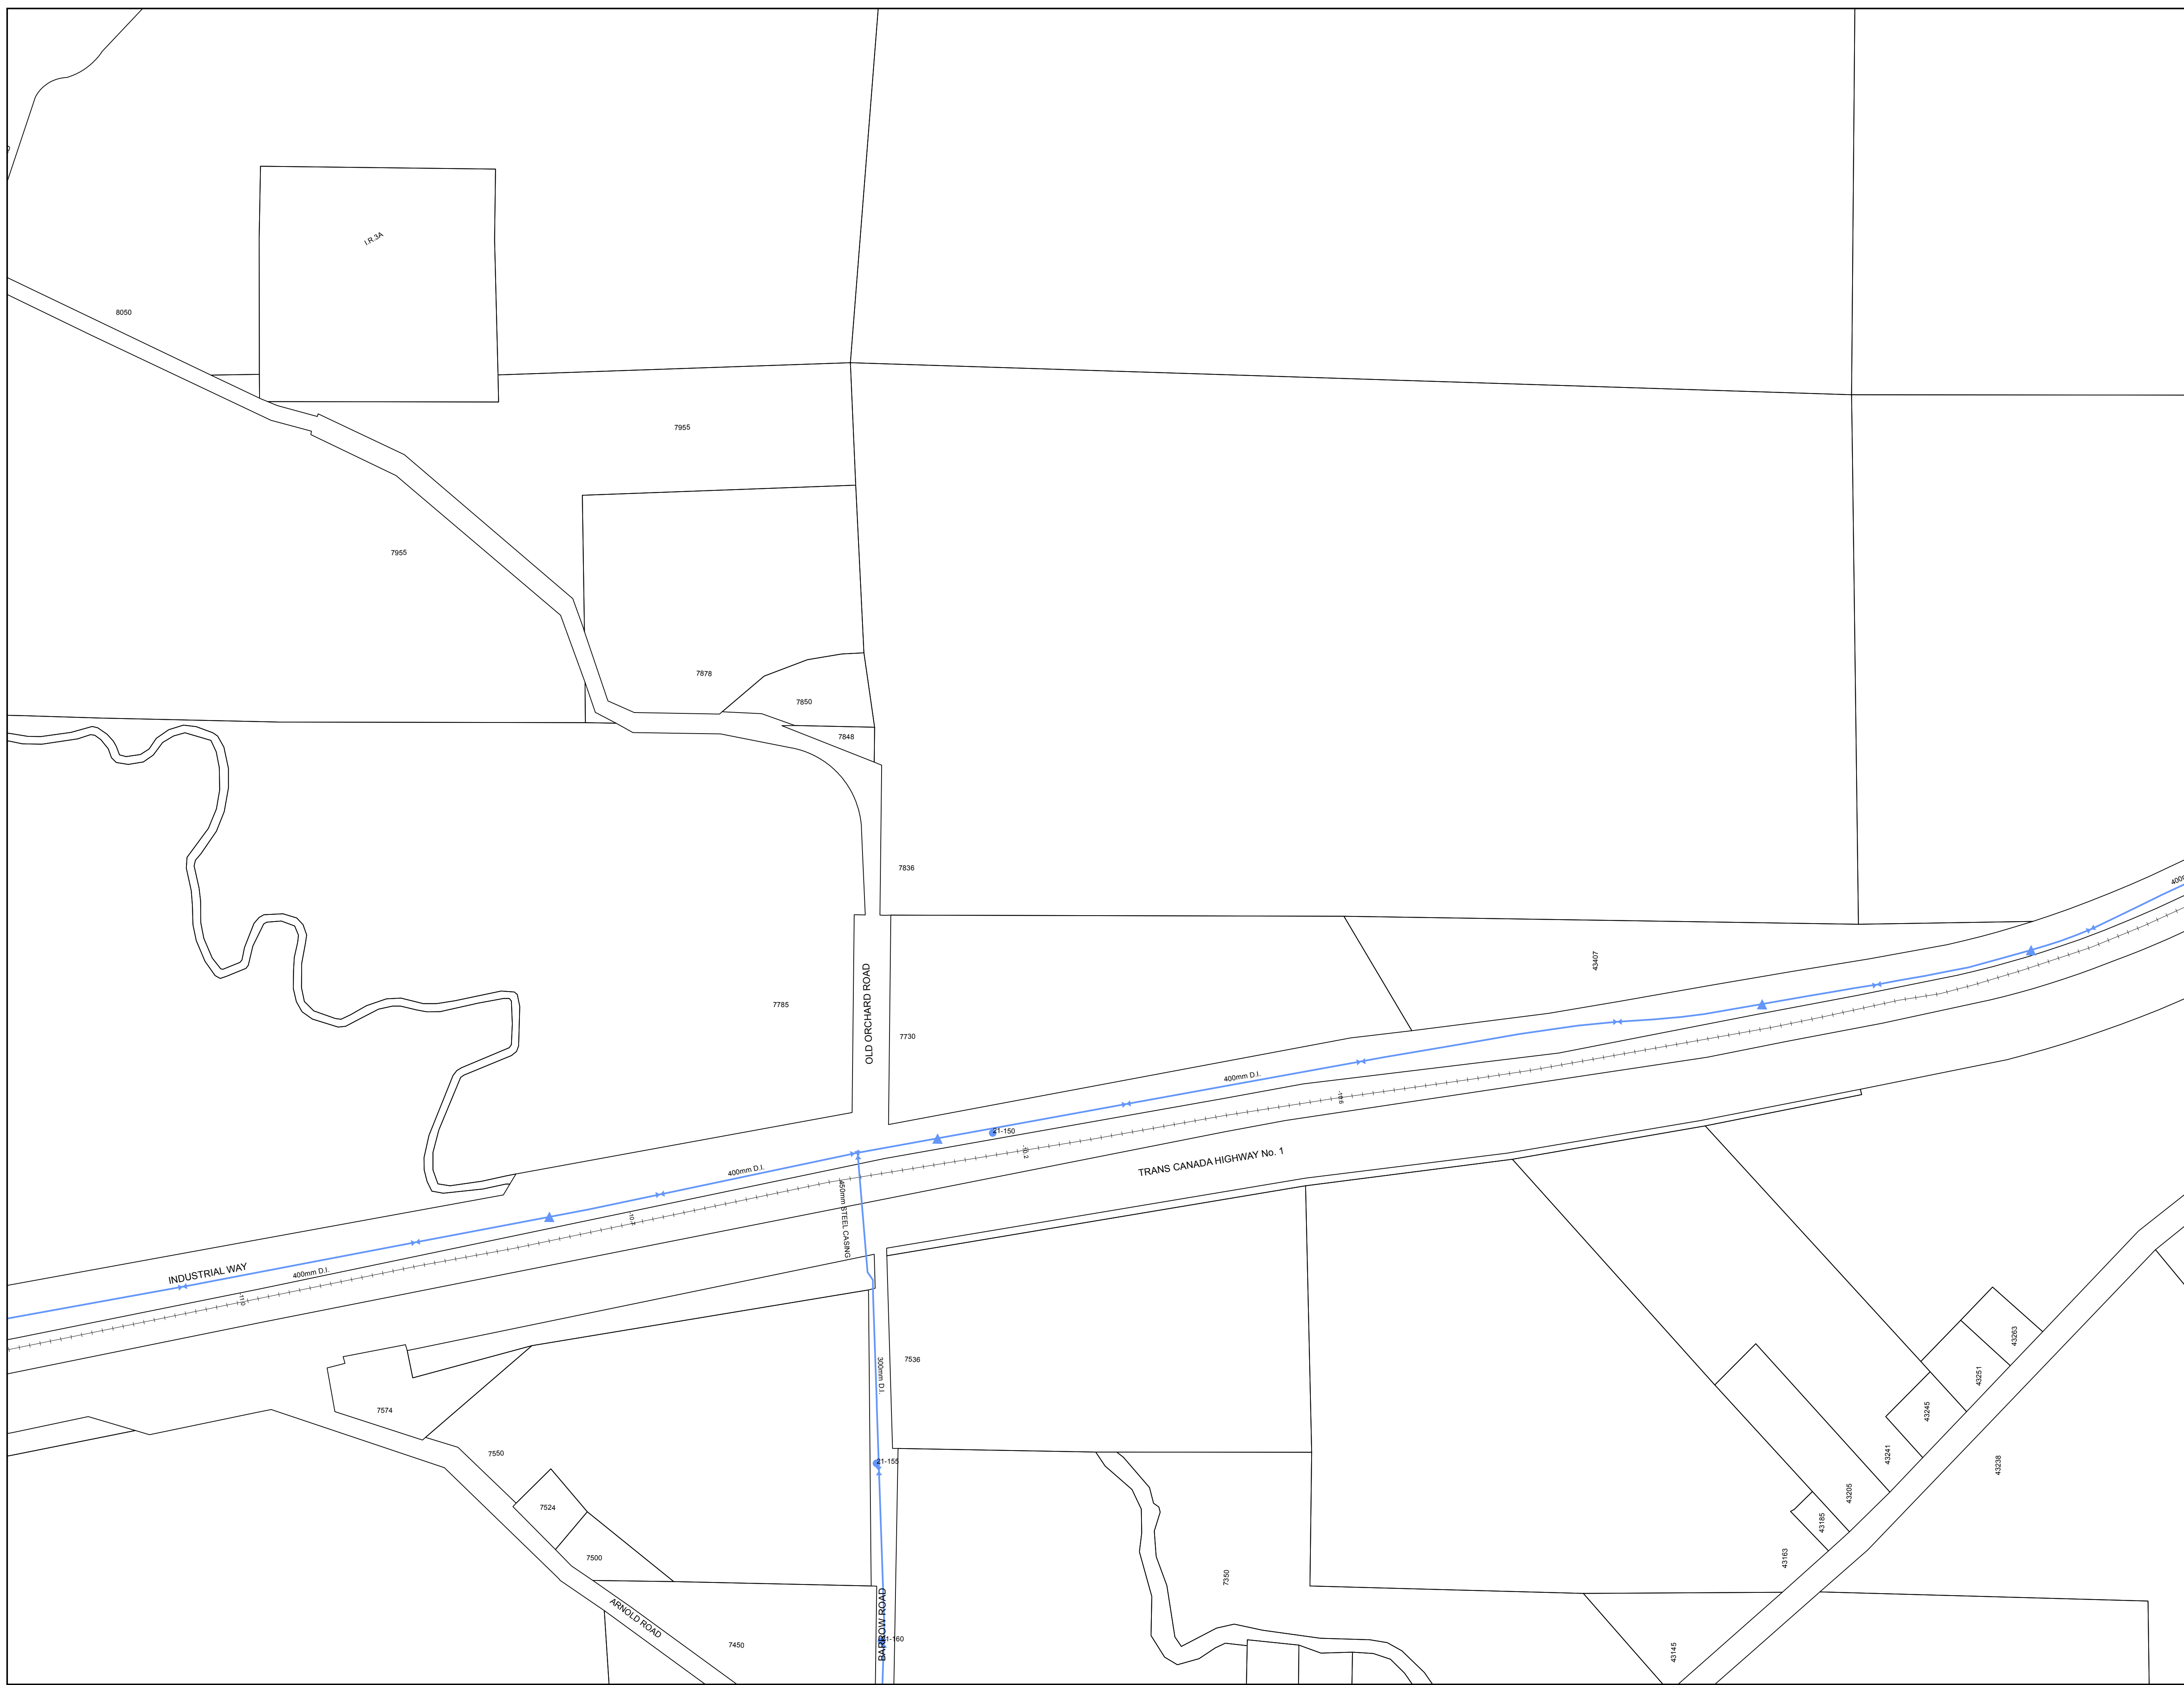 I.R.3A
8050
7955
7955
7878
7850
7848
7836
43407
OLD ORCHARD ROAD
7785
7730
400mm D.I.
21-150
400mm D.I.
TRANS CANADA HIGHWAY No. 1
450mm STEEL CASING
INDUSTRIAL WAY
400mm D.I.
300mm D.I.
7536
7574
7550
21-155
7524
7500
43263
43251
43245
43241
43238
43205
43185
43163
7350
ARNOLD ROAD
BARROW ROAD
7450
43145